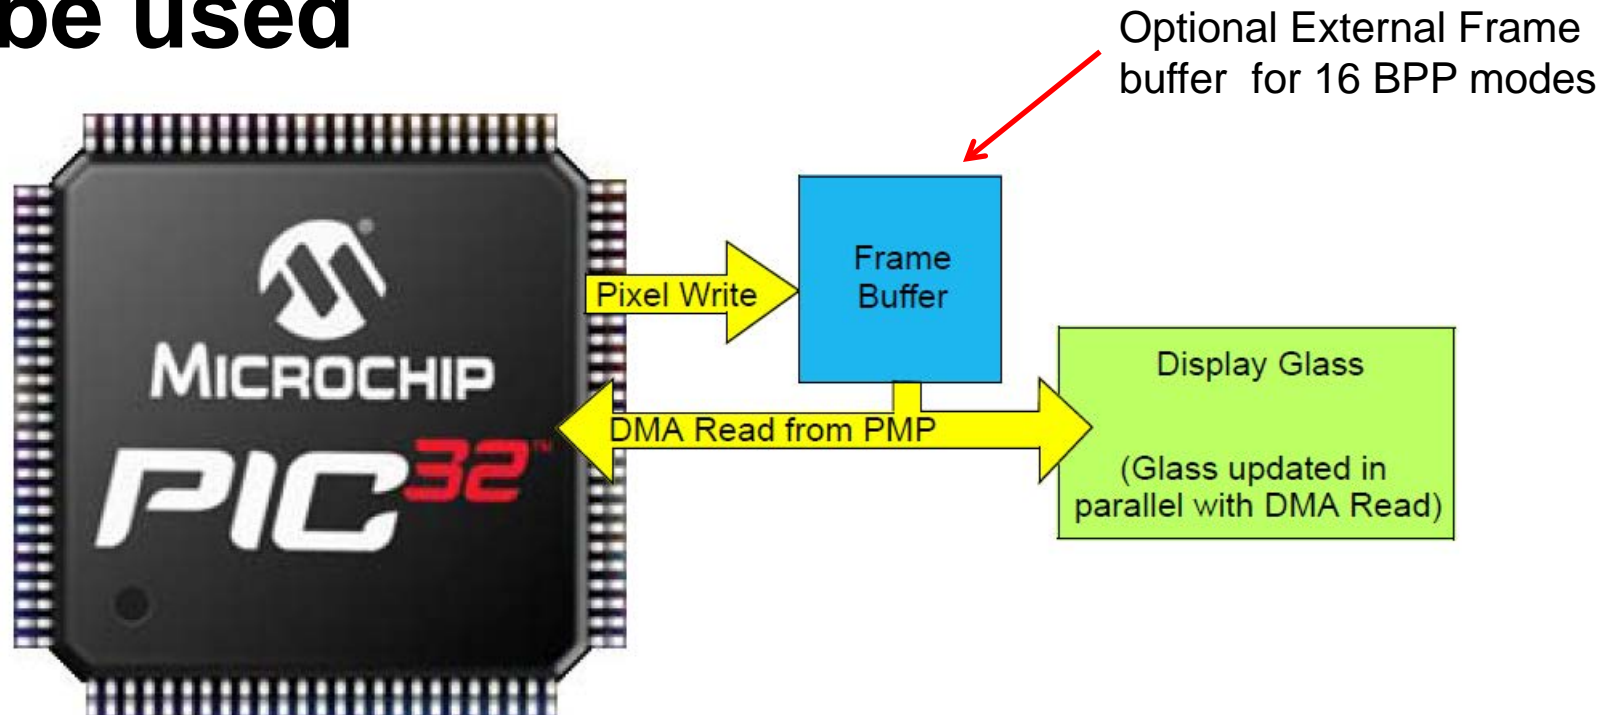 be used
Optional External Frame
buffer for 16 BPP modes
Frame
Buffer
Pixel Write
MICROCHIP
Display Glass
DMA Read from PMP
PIC32™
(Glass updated in
parallel with DMA Read)